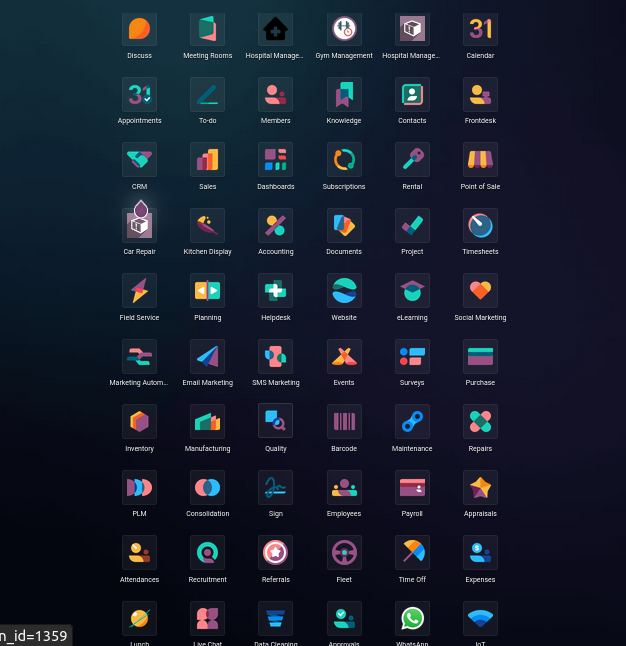 Discuss
Meeting Rooms
Hospital Manage...
Gym Management
Hospital Manage...
31
Calendar
31
Appointments
To-do
Members
Knowledge
Contacts
Frontdesk
CRM
Sales
Dashboards
Subscriptions
Rental
Point of Sale
Car Repair
Kitchen Display
Accounting
Documents
Project
Timesheets
Field Service
Planning
Helpdesk
Website
eLearning
Social Marketing
Marketing Autom...
Email Marketing
SMS Marketing
Events
Surveys
Purchase
Inventory
Manufacturing
Quality
Barcode
Maintenance
Repairs
PLM
Consolidation
Sign
Employees
Payroll
Appraisals
Attendances
Recruitment
Referrals
Fleet
Time Off
Expenses
Lunch
Live Chat
Data Cleaning
Approvals
WhatsApp
IoT
n_id=1359